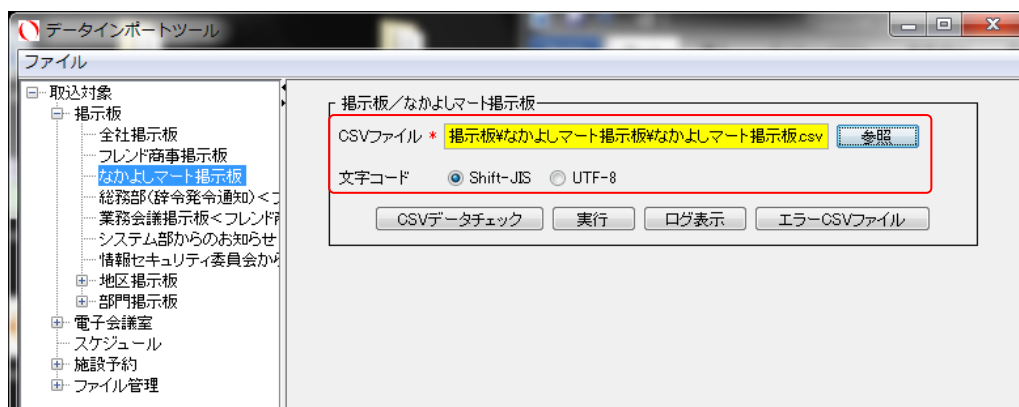 データインポートツール
ファイル
取込対象
掲示板
全社掲示板
フレンド商事掲示板
なかよしマート掲示板
総務部(辞令発令通知)<フ
業務会議掲示板<フレンド商
システム部からのお知らせ
情報セキュリティ委員会から
地区掲示板
部門掲示板
電子会議室
スケジュール
施設予約
ファイル管理
掲示板／なかよしマート掲示板
CSVファイル * 掲示板¥なかよしマート掲示板¥なかよしマート掲示板.csv 参照
文字コード Shift-JIS UTF-8
CSVデータチェック 実行 ログ表示 エラーCSVファイル